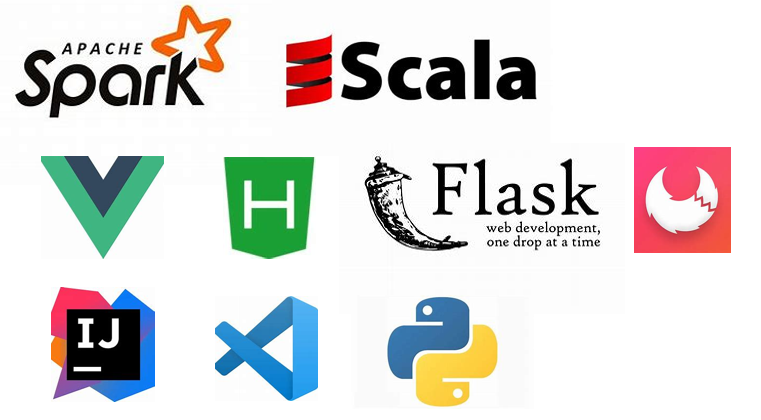 APACHE
Spark
Scala
H
Flask
web development,
one drop at a time
IJ